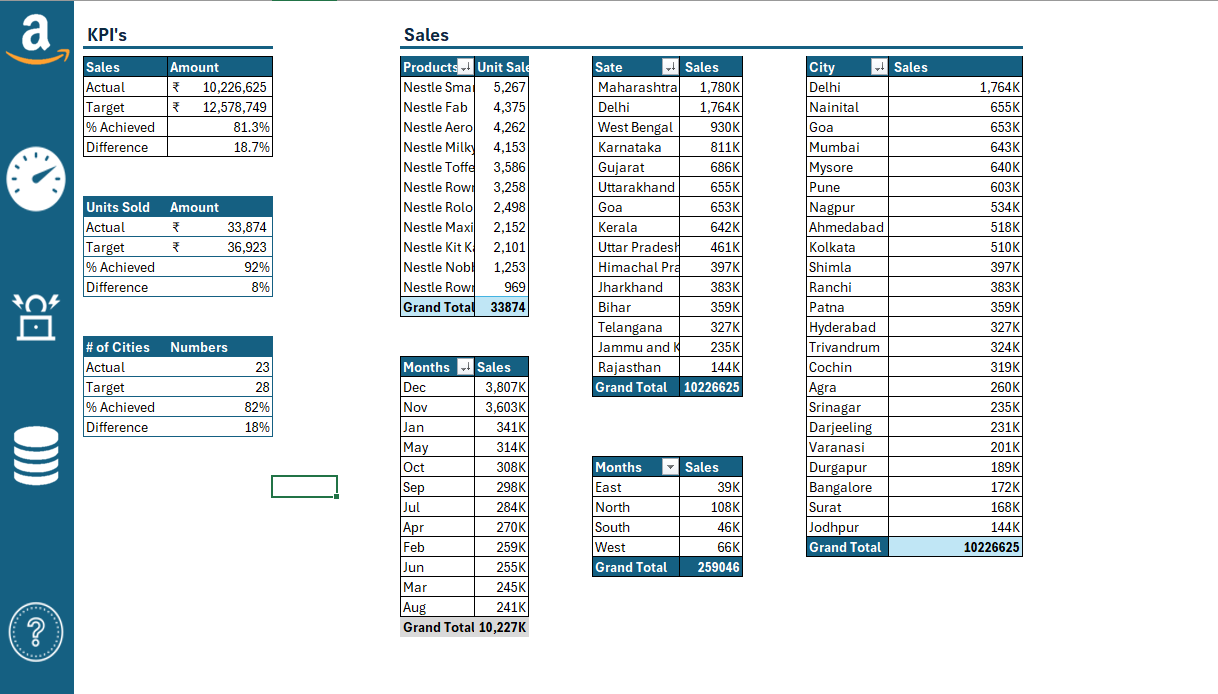 a
KPI's
Sales Amount
Actual ₹ 10,226,625
Target ₹ 12,578,749
% Achieved 81.3%
Difference 18.7%
Units Sold Amount
Actual ₹ 33,874
Target ₹ 36,923
% Achieved 92%
Difference 8%
# of Cities Numbers
Actual 23
Target 28
% Achieved 82%
Difference 18%
?
Sales
Products Unit Sale
Nestle Smar 5,267
Nestle Fab 4,375
Nestle Aero 4,262
Nestle Milky 4,153
Nestle Toffe 3,586
Nestle Rown 3,258
Nestle Rolo 2,498
Nestle Maxi 2,152
Nestle Kit Ka 2,101
Nestle Nobl 1,253
Nestle Rown 969
Grand Total 33874
Months Sales
Dec 3,807K
Nov 3,603K
Jan 341K
May 314K
Oct 308K
Sep 298K
Jul 284K
Apr 270K
Feb 259K
Jun 255K
Mar 245K
Aug 241K
Grand Total 10,227K
Sate Sales
Maharashtra 1,780K
Delhi 1,764K
West Bengal 930K
Karnataka 811K
Gujarat 686K
Uttarakhand 655K
Goa 653K
Kerala 642K
Uttar Pradesh 461K
Himachal Pra 397K
Jharkhand 383K
Bihar 359K
Telangana 327K
Jammu and K 235K
Rajasthan 144K
Grand Total 10226625
Months Sales
East 39K
North 108K
South 46K
West 66K
Grand Total 259046
City Sales
Delhi 1,764K
Nainital 655K
Goa 653K
Mumbai 643K
Mysore 640K
Pune 603K
Nagpur 534K
Ahmedabad 518K
Kolkata 510K
Shimla 397K
Ranchi 383K
Patna 359K
Hyderabad 327K
Trivandrum 324K
Cochin 319K
Agra 260K
Srinagar 235K
Darjeeling 231K
Varanasi 201K
Durgapur 189K
Bangalore 172K
Surat 168K
Jodhpur 144K
Grand Total 10226625